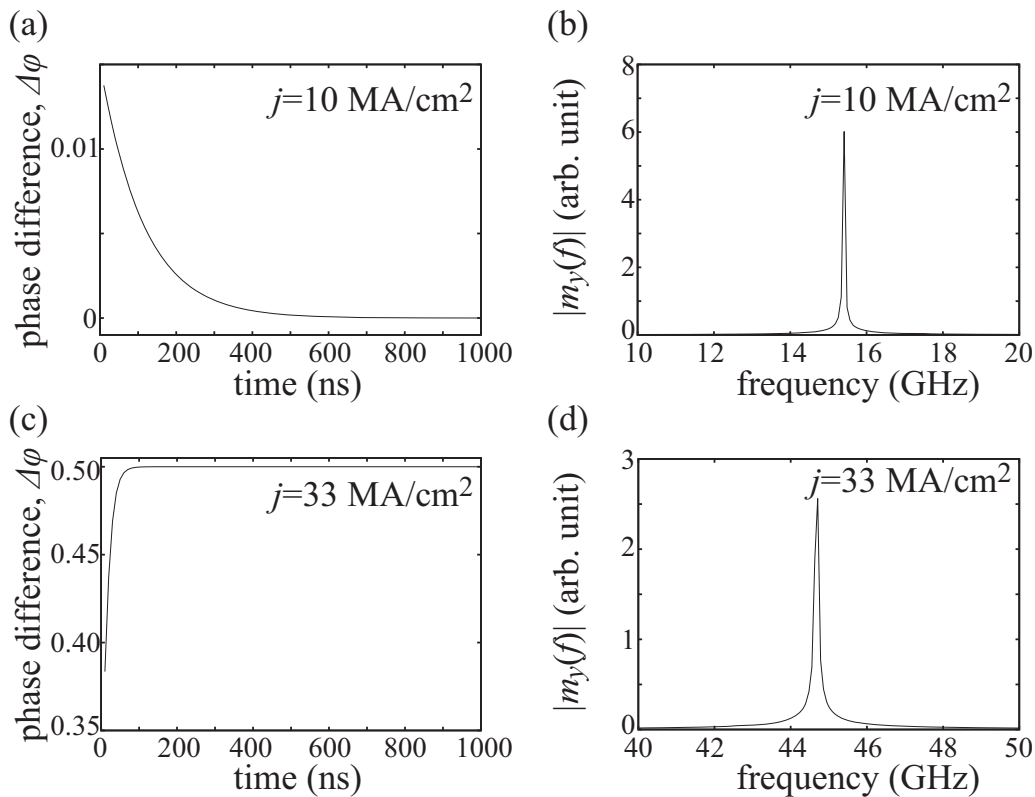 (a)
phase difference, Δφ
j=10 MA/cm²
0.01
0
0 200 400 600 800 1000
time (ns)
(b)
|m_y(f)| (arb. unit)
j=10 MA/cm²
8
6
4
2
0
10 12 14 16 18 20
frequency (GHz)
(c)
phase difference, Δφ
j=33 MA/cm²
0.50
0.45
0.40
0.35
0 200 400 600 800 1000
time (ns)
(d)
|m_y(f)| (arb. unit)
j=33 MA/cm²
3
2
1
0
40 42 44 46 48 50
frequency (GHz)